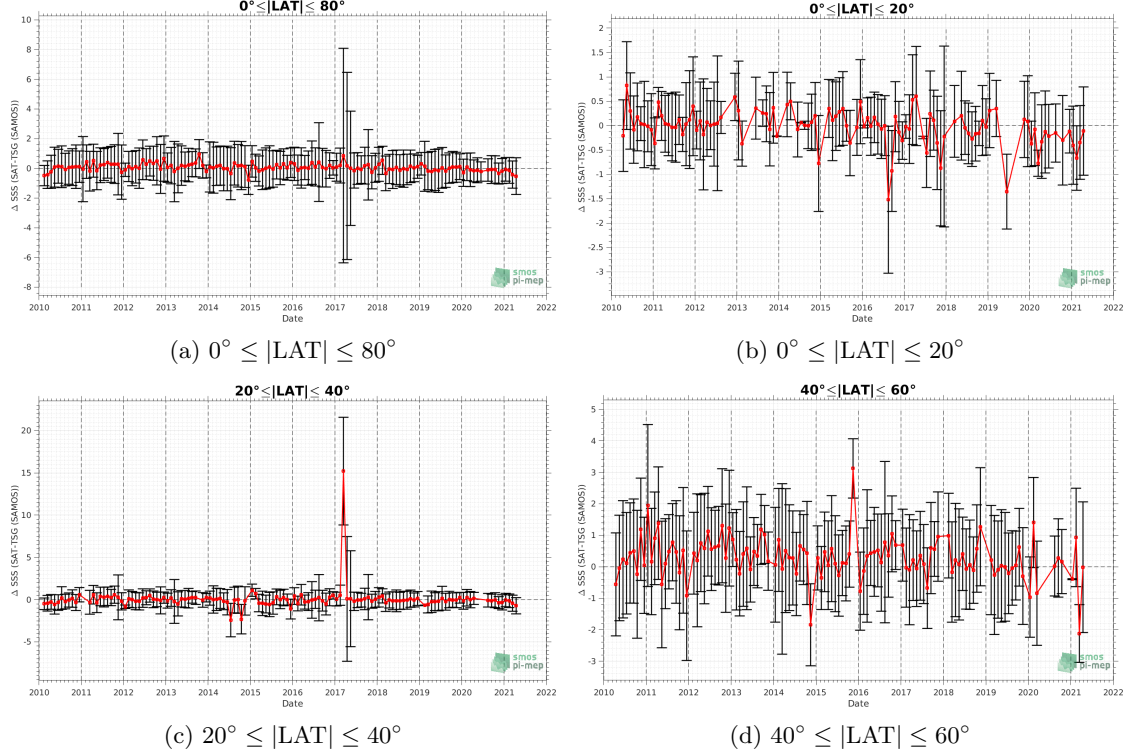 0°≤|LAT|≤ 80°
10
8
6
4
2
0
-2
-4
-6
-8
Δ SSS (SAT-TSG (SAMOS))
2010 2011 2012 2013 2014 2015 2016 2017 2018 2019 2020 2021 2022
Date
smos
pi-mep
(a) 0° ≤ |LAT| ≤ 80°
0°≤|LAT|≤ 20°
2
1.5
1
0.5
0
-0.5
-1
-1.5
-2
-2.5
-3
Δ SSS (SAT-TSG (SAMOS))
2010 2011 2012 2013 2014 2015 2016 2017 2018 2019 2020 2021 2022
Date
smos
pi-mep
(b) 0° ≤ |LAT| ≤ 20°
20°≤|LAT|≤ 40°
20
15
10
5
0
-5
Δ SSS (SAT-TSG (SAMOS))
2010 2011 2012 2013 2014 2015 2016 2017 2018 2019 2020 2021 2022
Date
smos
pi-mep
(c) 20° ≤ |LAT| ≤ 40°
40°≤|LAT|≤ 60°
5
4
3
2
1
0
-1
-2
-3
Δ SSS (SAT-TSG (SAMOS))
2010 2011 2012 2013 2014 2015 2016 2017 2018 2019 2020 2021 2022
Date
smos
pi-mep
(d) 40° ≤ |LAT| ≤ 60°